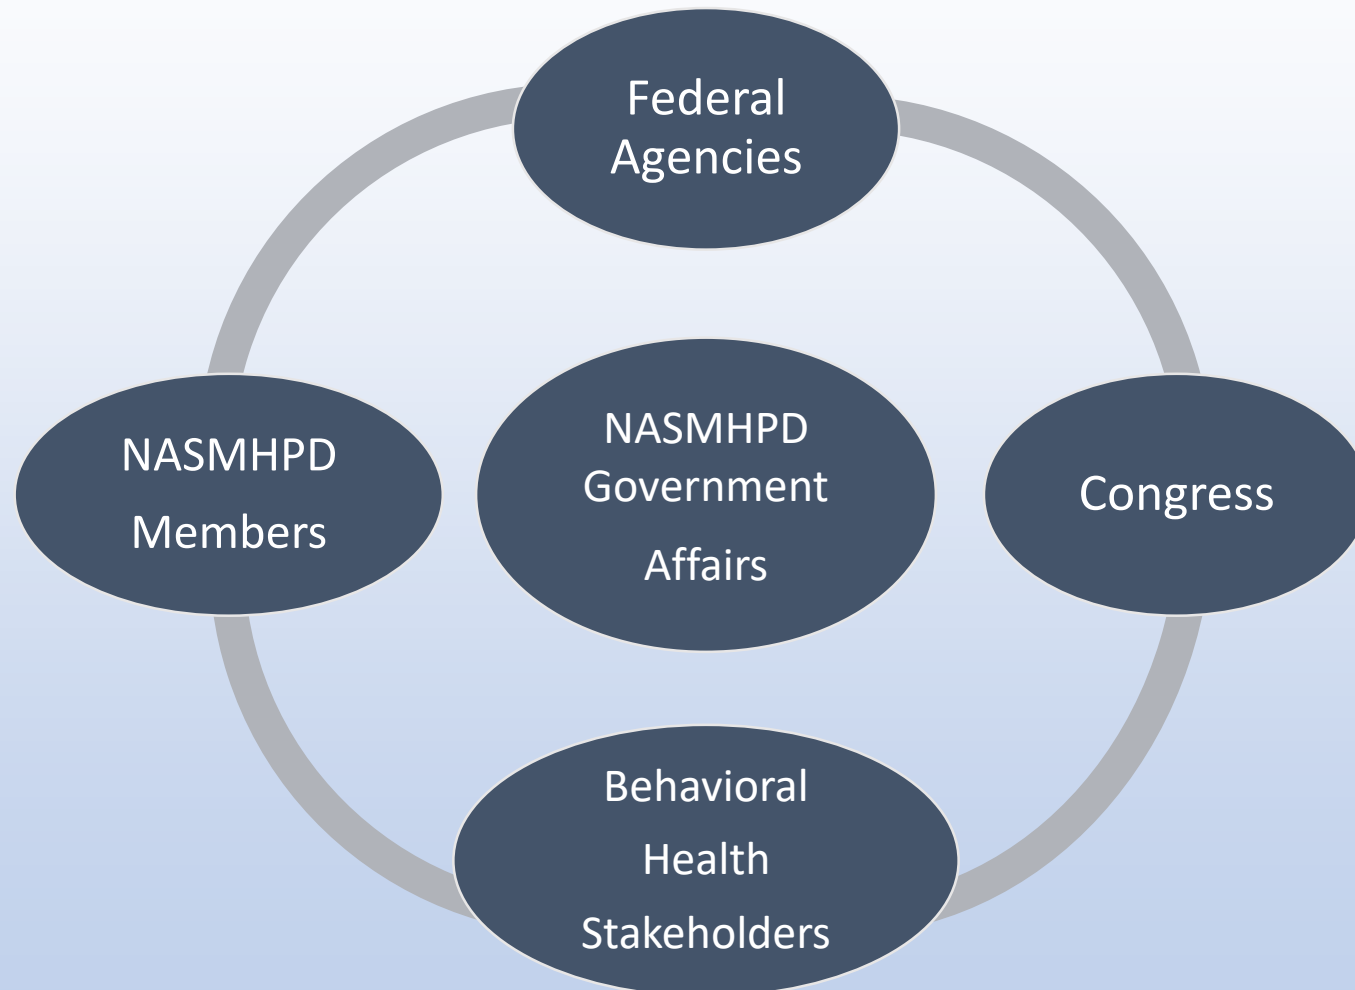 Federal
Agencies
NASMHPD
Members
NASMHPD
Government
Affairs
Congress
Behavioral
Health
Stakeholders